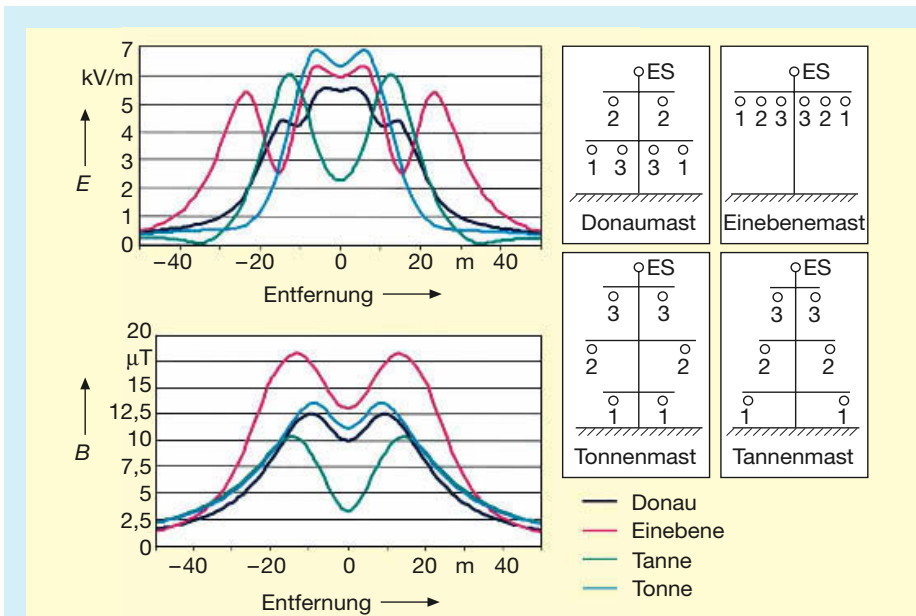 7
kV/m
5
4
3
2
1
0
E
−40 −20 0 20 m 40
Entfernung
20
μT
15
12,5
10
7,5
5
2,5
0
B
−40 −20 0 20 m 40
Entfernung
ES
2 2
1 3 3 1
Donaumast
ES
1 2 3 3 2 1
Einebenemast
ES
3 3
2 2
1 1
Tonnenmast
ES
3 3
2 2
1 1
Tannenmast
Donau
Einebene
Tanne
Tonne